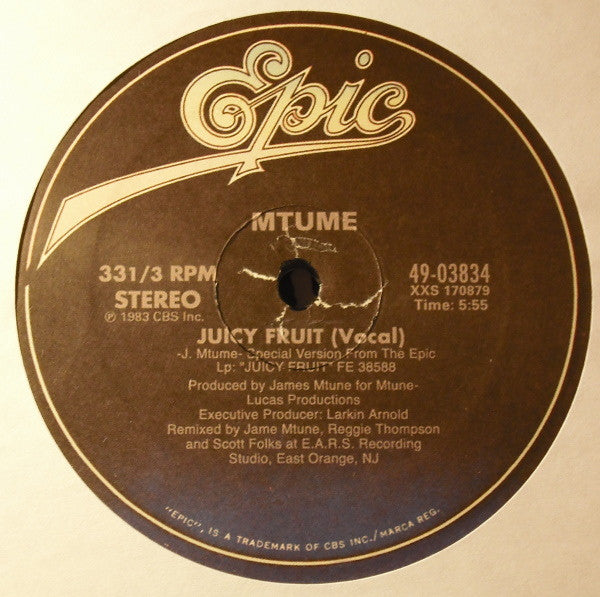 Epic
MTUME
331/3 RPM
STEREO
℗ 1983 CBS Inc.
49-03834
XXS 170879
Time: 5:55
JUICY FRUIT (Vocal)
-J. Mtume- Special Version From The Epic
Lp: "JUICY FRUIT" FE 38588
Produced by James Mtune for Mtune-
Lucas Productions
Executive Producer: Larkin Arnold
Remixed by Jame Mtune, Reggie Thompson
and Scott Folks at E.A.R.S. Recording
Studio, East Orange, NJ
"EPIC", IS A TRADEMARK OF CBS INC./MARCA REG.